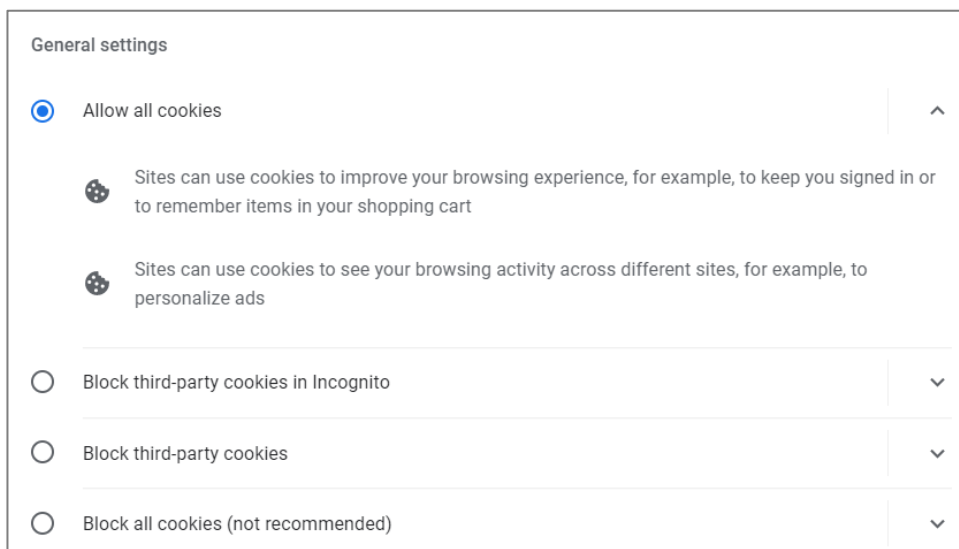 General settings
Allow all cookies
Sites can use cookies to improve your browsing experience, for example, to keep you signed in or
to remember items in your shopping cart
Sites can use cookies to see your browsing activity across different sites, for example, to
personalize ads
Block third-party cookies in Incognito
Block third-party cookies
Block all cookies (not recommended)